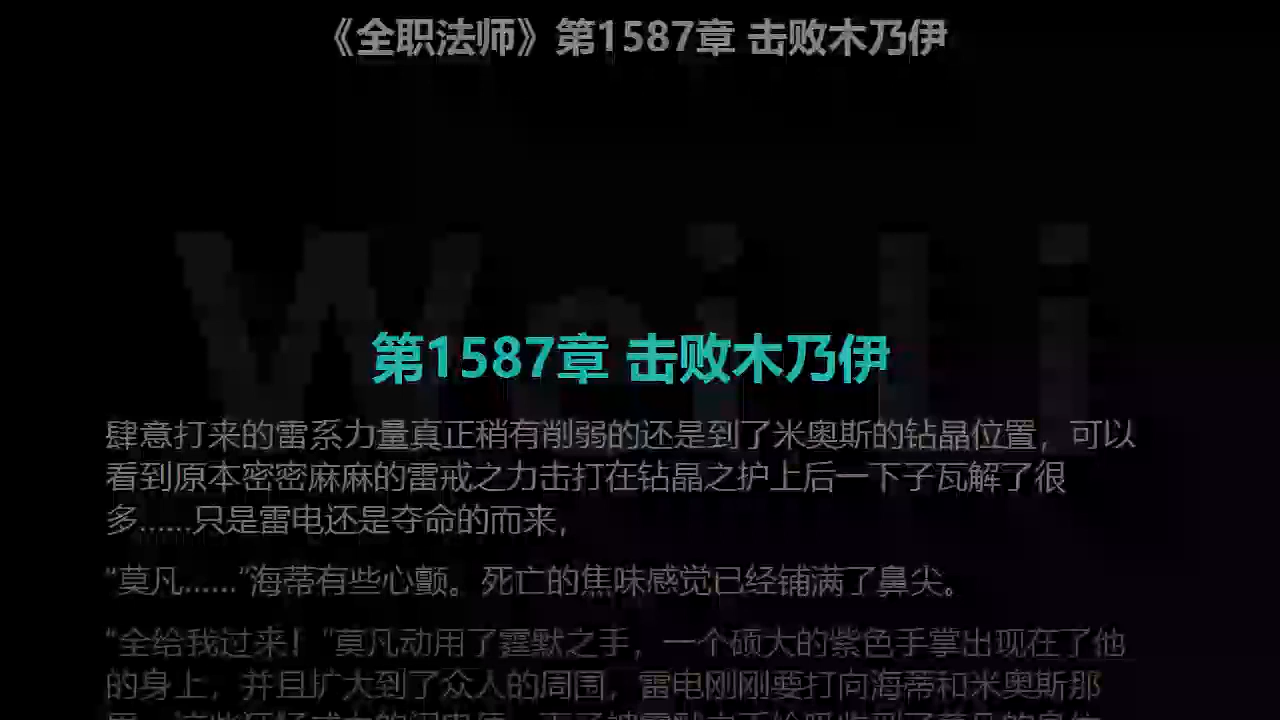 《全职法师》第1587章 击败木乃伊
Wei Li
第1587章 击败木乃伊
肆意打来的雷系力量真正稍有削弱的还是到了米奥斯的钻晶位置，可以
看到原本密密麻麻的雷戒之力击打在钻晶之护上后一下子瓦解了很
多……只是雷电还是夺命的而来，
“莫凡……”海蒂有些心颤。死亡的焦味感觉已经铺满了鼻尖。
“全给我过来！”莫凡动用了霆默之手，一个硕大的紫色手掌出现在了他
的身上，并且扩大到了众人的周围，雷电刚刚要打向海蒂和米奥斯那